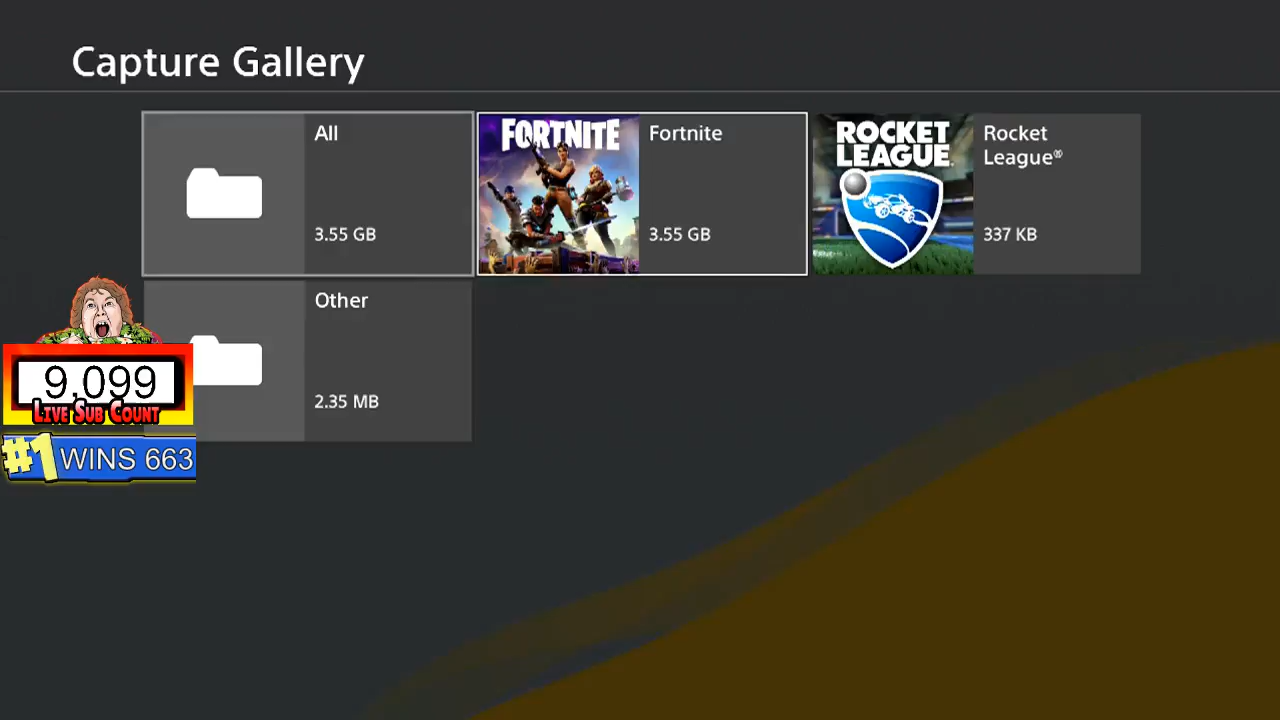 Capture Gallery
All
3.55 GB
FORTNITE
Fortnite
3.55 GB
ROCKET
LEAGUE
Rocket
League®
337 KB
Other
2.35 MB
9,099
LIVE SUB COUNT
#1 WINS 663